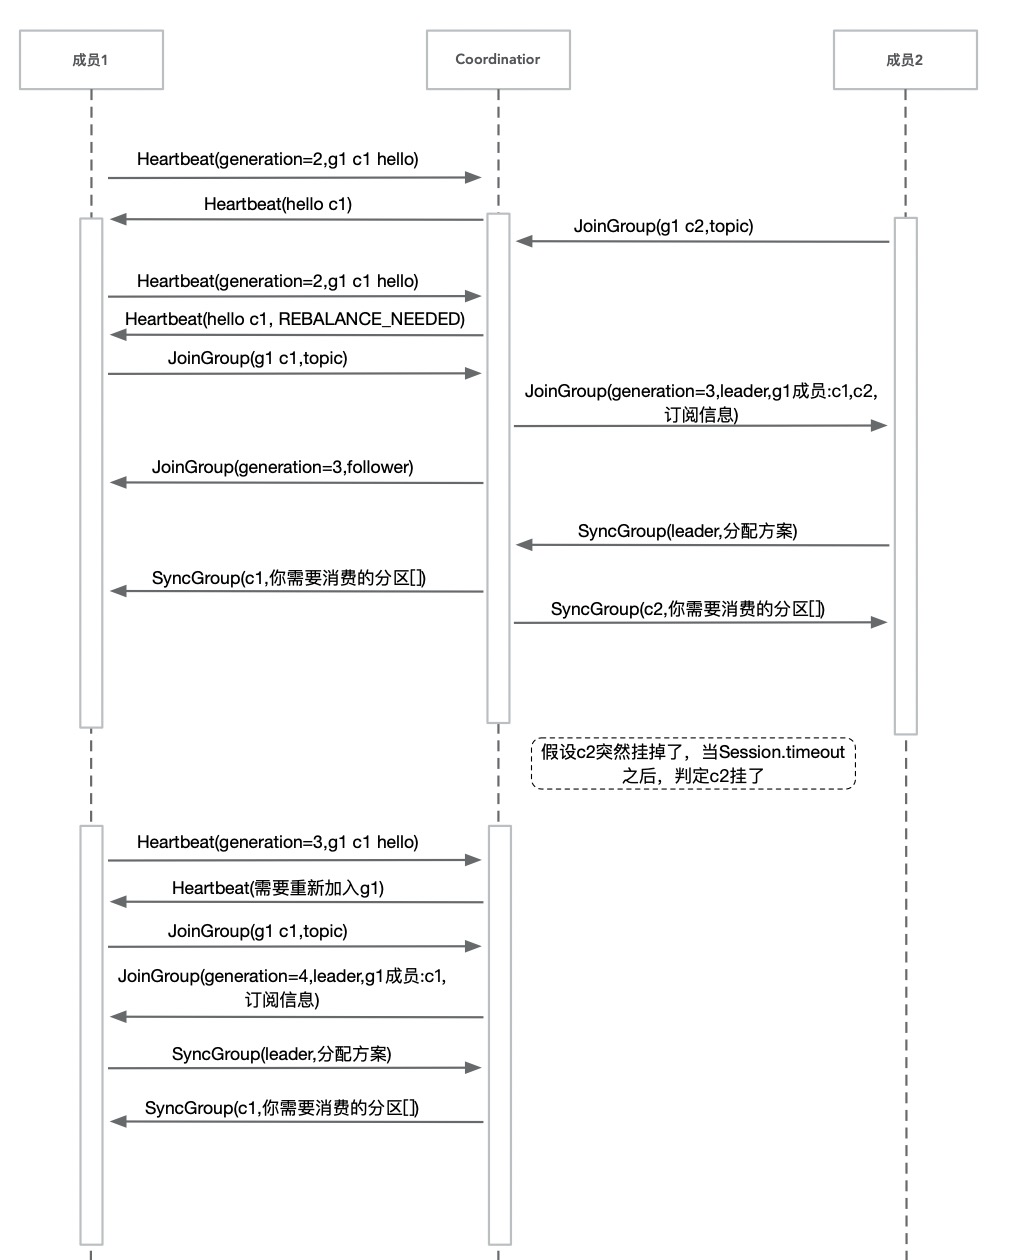 成员1
Coordinatior
成员2
Heartbeat(generation=2,g1 c1 hello)
Heartbeat(hello c1)
JoinGroup(g1 c2,topic)
Heartbeat(generation=2,g1 c1 hello)
Heartbeat(hello c1, REBALANCE_NEEDED)
JoinGroup(g1 c1,topic)
JoinGroup(generation=3,leader,g1成员:c1,c2,
订阅信息)
JoinGroup(generation=3,follower)
SyncGroup(leader,分配方案)
SyncGroup(c1,你需要消费的分区[])
SyncGroup(c2,你需要消费的分区[])
假设c2突然挂掉了，当Session.timeout
之后，判定c2挂了
Heartbeat(generation=3,g1 c1 hello)
Heartbeat(需要重新加入g1)
JoinGroup(g1 c1,topic)
JoinGroup(generation=4,leader,g1成员:c1,
订阅信息)
SyncGroup(leader,分配方案)
SyncGroup(c1,你需要消费的分区[])